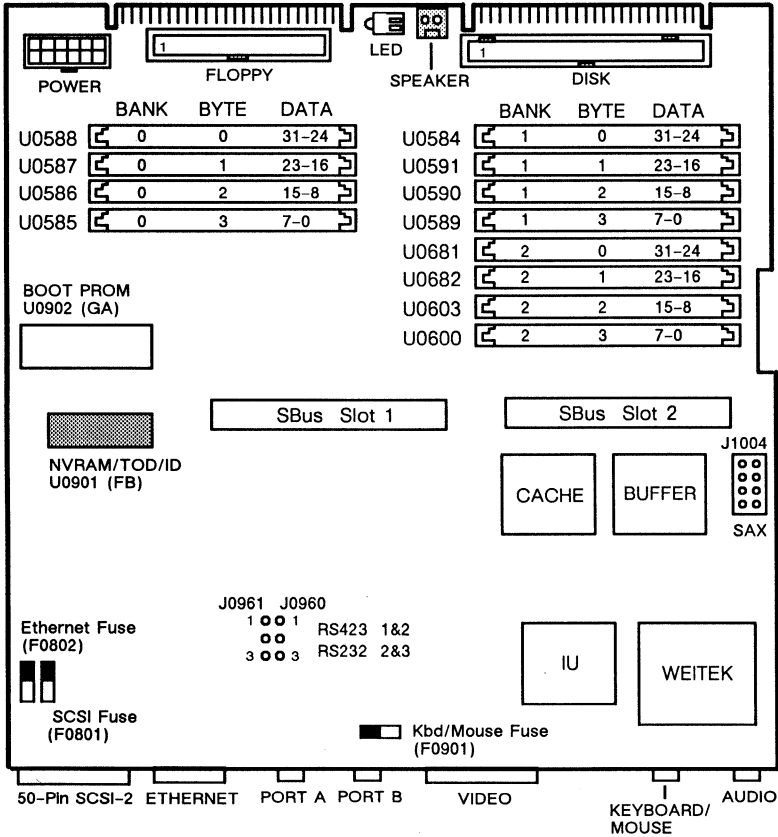 POWER
1
FLOPPY
LED
SPEAKER
1
DISK
BANK BYTE DATA
U0588 0 0 31-24
U0587 0 1 23-16
U0586 0 2 15-8
U0585 0 3 7-0
BANK BYTE DATA
U0584 1 0 31-24
U0591 1 1 23-16
U0590 1 2 15-8
U0589 1 3 7-0
U0681 2 0 31-24
U0682 2 1 23-16
U0603 2 2 15-8
U0600 2 3 7-0
BOOT PROM
U0902 (GA)
SBus Slot 1
SBus Slot 2
NVRAM/TOD/ID
U0901 (FB)
CACHE
BUFFER
J1004
SAX
J0961 J0960
1 1
3 3
RS423 1&2
RS232 2&3
Ethernet Fuse
(F0802)
SCSI Fuse
(F0801)
IU
WEITEK
Kbd/Mouse Fuse
(F0901)
50-Pin SCSI-2
ETHERNET
PORT A
PORT B
VIDEO
KEYBOARD/
MOUSE
AUDIO